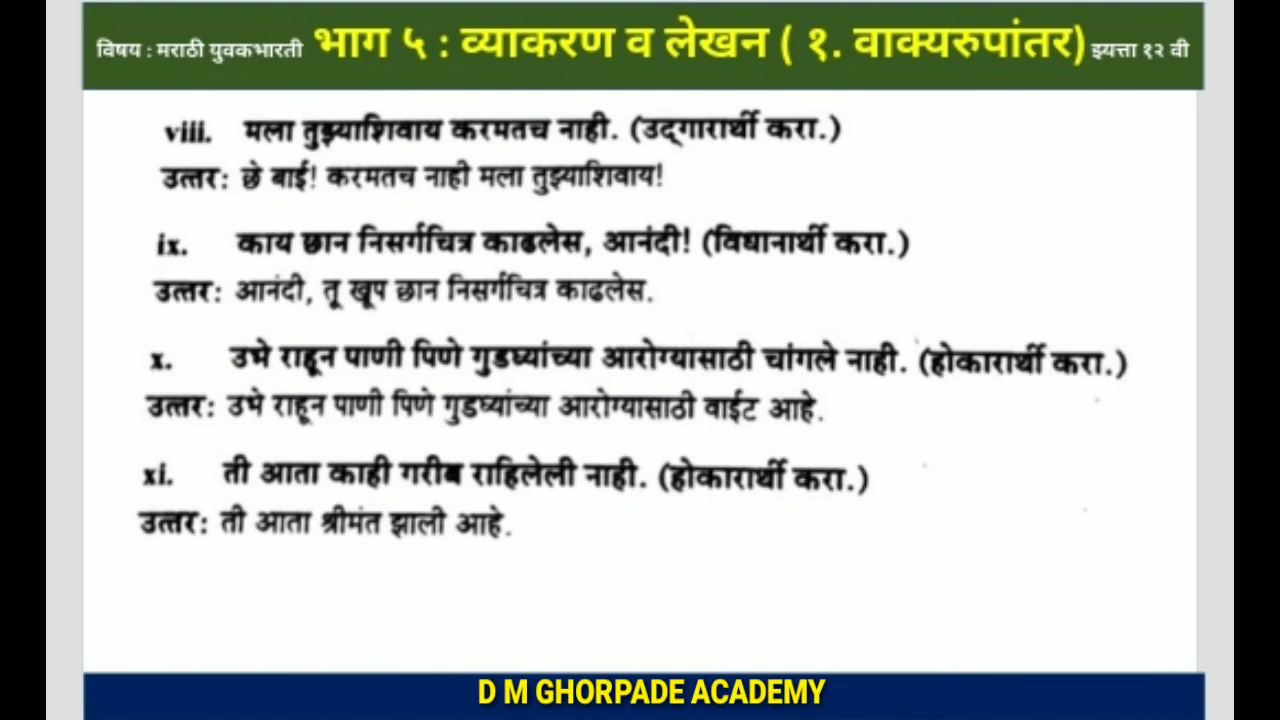 विषय : मराठी युवकभारती भाग ५ : व्याकरण व लेखन ( १. वाक्यरुपांतर) इयत्ता १२ वी
viii. मला तुझ्याशिवाय करमतच नाही. (उद्‌गारार्थी करा.)
उत्तर: छे बाई! करमतच नाही मला तुझ्याशिवाय!
ix. काय छान निसर्गचित्र काढलेस, आनंदी! (विधानार्थी करा.)
उत्तर: आनंदी, तू खूप छान निसर्गचित्र काढलेस.
x. उभे राहून पाणी पिणे गुडघ्यांच्या आरोग्यासाठी चांगले नाही. (होकारार्थी करा.)
उत्तर: उभे राहून पाणी पिणे गुडघ्यांच्या आरोग्यासाठी वाईट आहे.
xi. ती आता काही गरीब राहिलेली नाही. (होकारार्थी करा.)
उत्तर: ती आता श्रीमंत झाली आहे.
D M GHORPADE ACADEMY